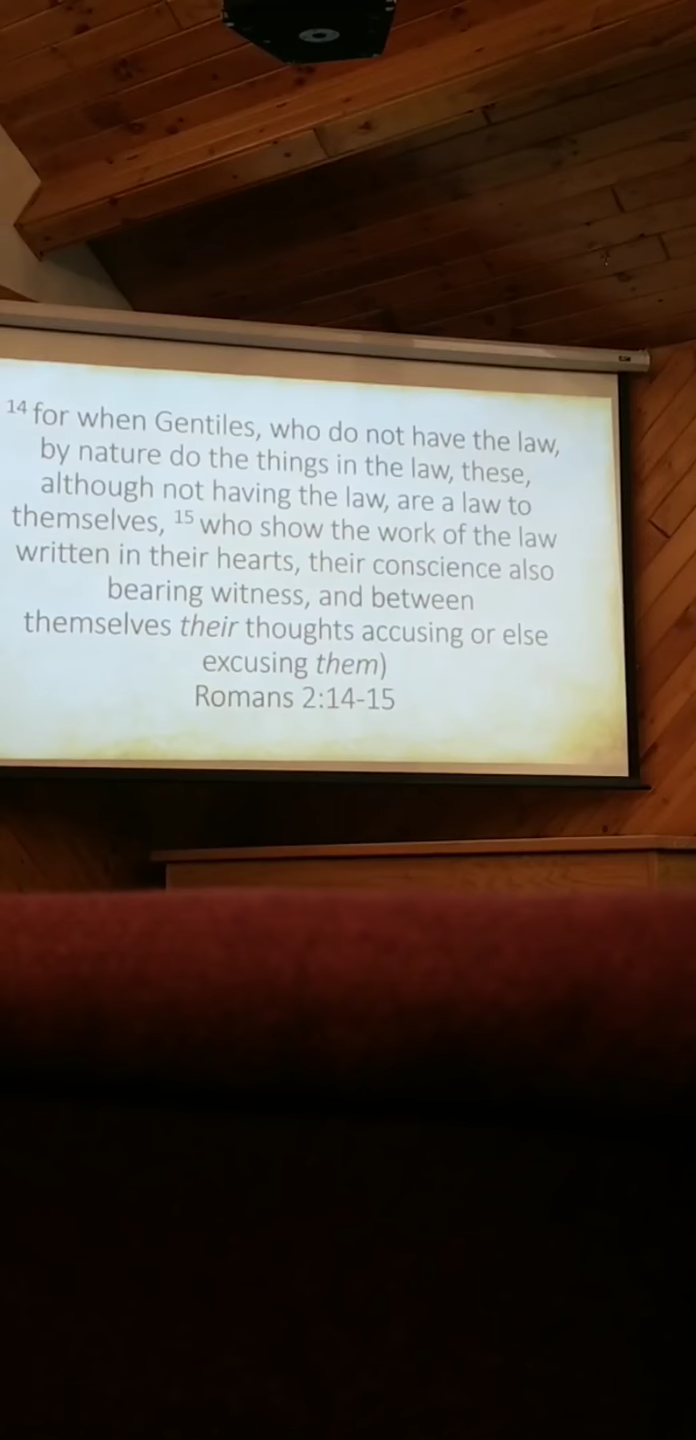 14 for when Gentiles, who do not have the law,
by nature do the things in the law, these,
although not having the law, are a law to
themselves, 15 who show the work of the law
written in their hearts, their conscience also
bearing witness, and between
themselves their thoughts accusing or else
excusing them)
Romans 2:14-15